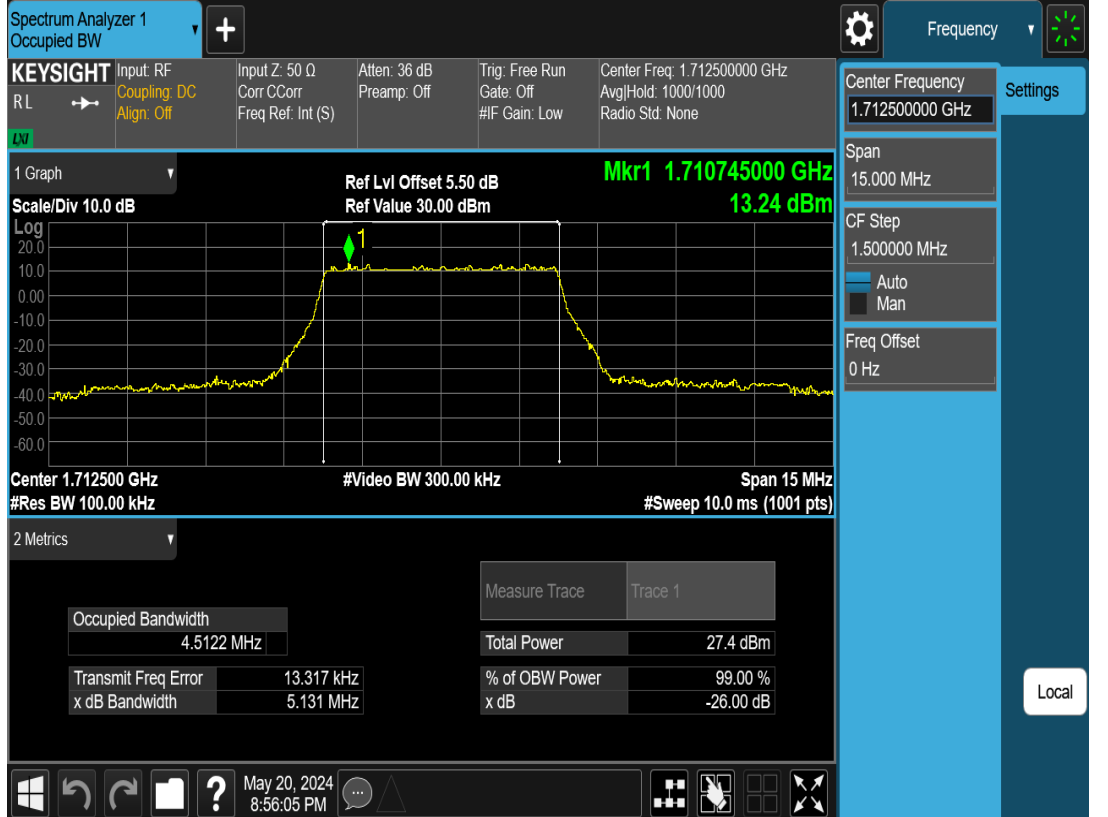 Spectrum Analyzer 1
Occupied BW
+
Frequency
KEYSIGHT
RL
LXI
Input: RF
Coupling: DC
Align: Off
Input Z: 50 Ω
Corr CCorr
Freq Ref: Int (S)
Atten: 36 dB
Preamp: Off
Trig: Free Run
Gate: Off
#IF Gain: Low
Center Freq: 1.712500000 GHz
Avg|Hold: 1000/1000
Radio Std: None
Center Frequency
1.712500000 GHz
Settings
Span
15.000 MHz
CF Step
1.500000 MHz
Auto
Man
Freq Offset
0 Hz
Local
1 Graph
Scale/Div 10.0 dB
Ref Lvl Offset 5.50 dB
Ref Value 30.00 dBm
Mkr1 1.710745000 GHz
13.24 dBm
Log
1
20.0
10.0
0.00
-10.0
-20.0
-30.0
-40.0
-50.0
-60.0
Center 1.712500 GHz
#Res BW 100.00 kHz
#Video BW 300.00 kHz
Span 15 MHz
#Sweep 10.0 ms (1001 pts)
2 Metrics
Measure Trace Trace 1
Occupied Bandwidth
4.5122 MHz
Total Power 27.4 dBm
Transmit Freq Error 13.317 kHz
% of OBW Power 99.00 %
x dB Bandwidth 5.131 MHz
x dB -26.00 dB
?
May 20, 2024
8:56:05 PM